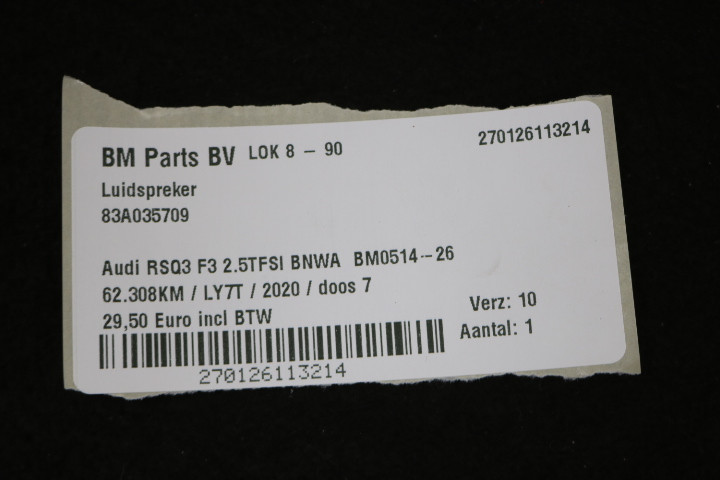 BM Parts BV LOK 8 - 90 270126113214
Luidspreker
83A035709
Audi RSQ3 F3 2.5TFSI BNWA BM0514--26
62.308KM / LY7T / 2020 / doos 7
Verz: 10
29,50 Euro incl BTW
Aantal: 1
270126113214